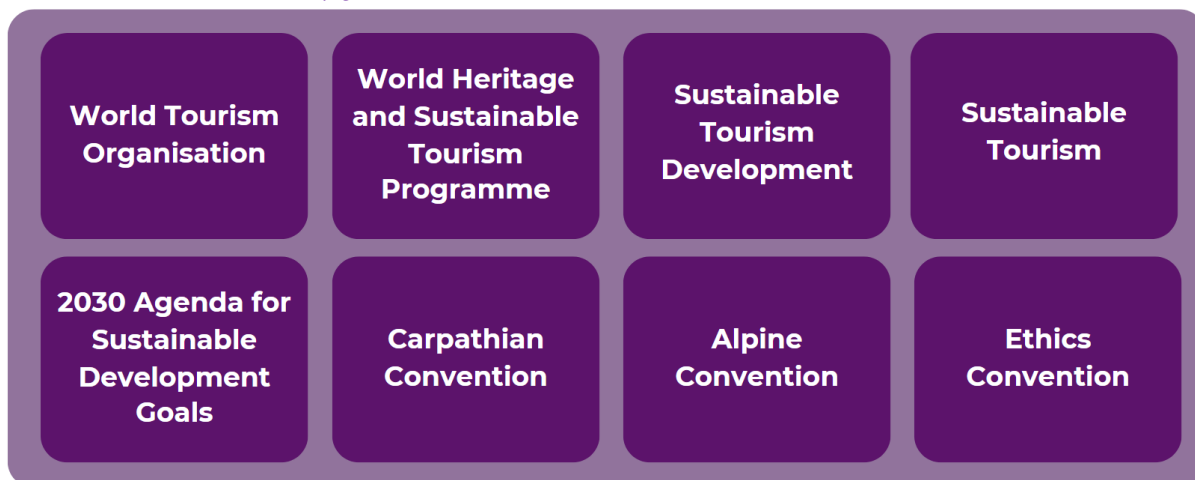 World Tourism
Organisation
World Heritage
and Sustainable
Tourism
Programme
Sustainable
Tourism
Development
Sustainable
Tourism
2030 Agenda for
Sustainable
Development
Goals
Carpathian
Convention
Alpine
Convention
Ethics
Convention